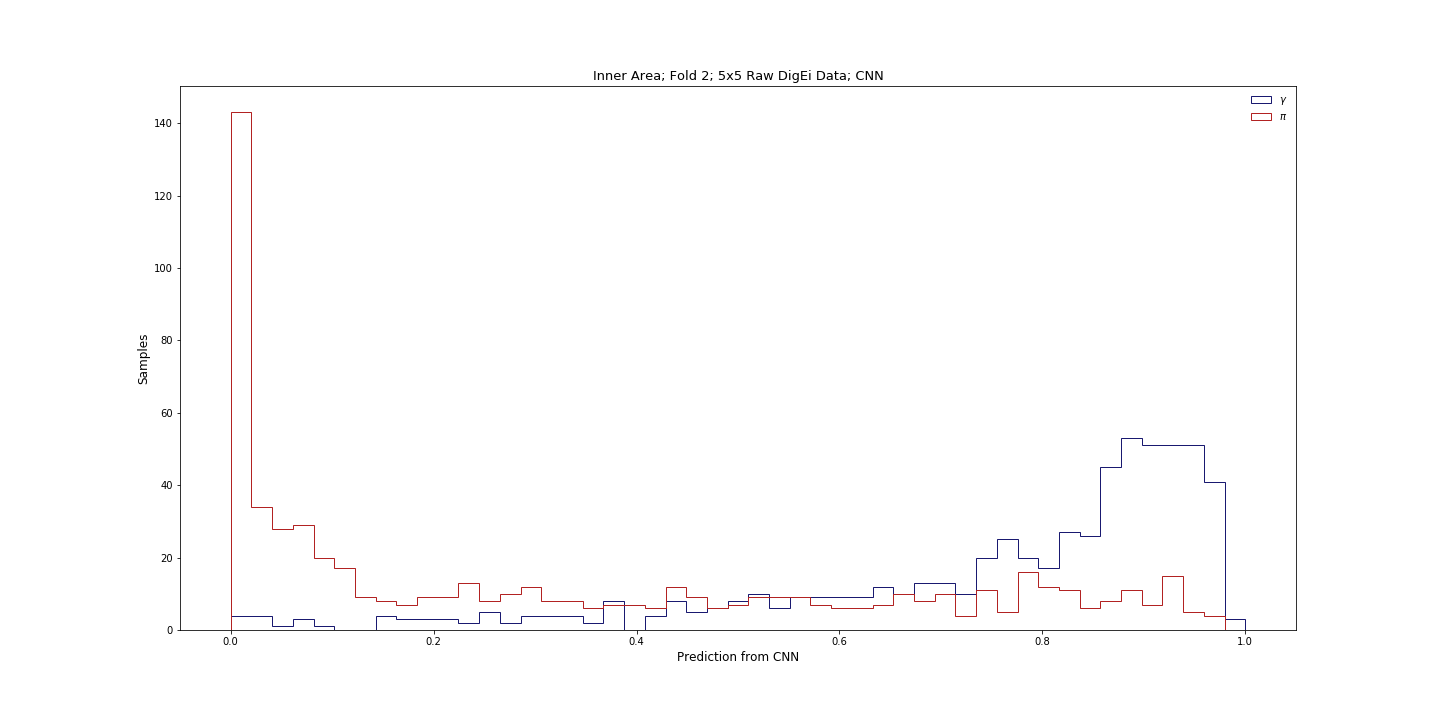 Inner Area; Fold 2; 5x5 Raw DigEi Data; CNN
γ
π
140
120
100
80
60
40
20
0
Samples
0.0 0.2 0.4 0.6 0.8 1.0
Prediction from CNN